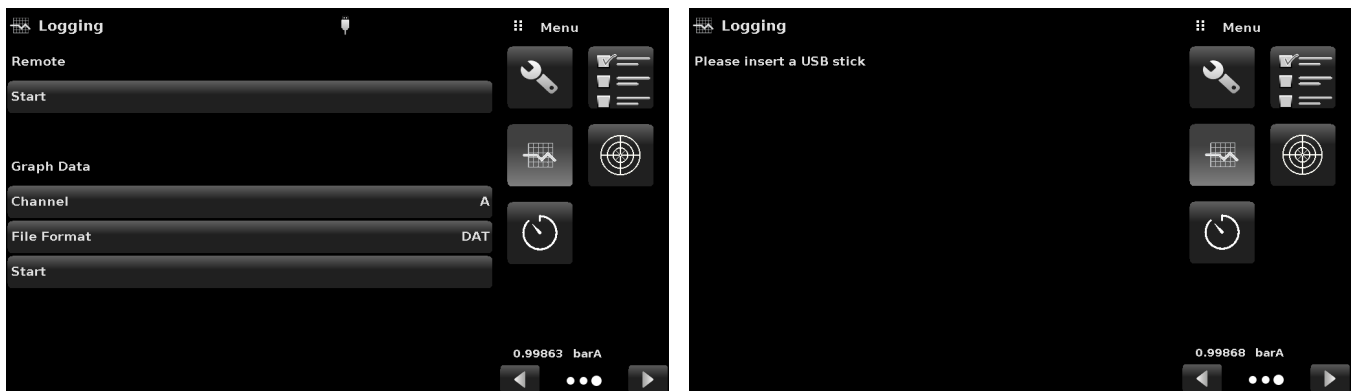 Logging
Menu
Remote
Start
Graph Data
Channel A
File Format DAT
Start
0.99863 barA
Logging
Menu
Please insert a USB stick
0.99868 barA